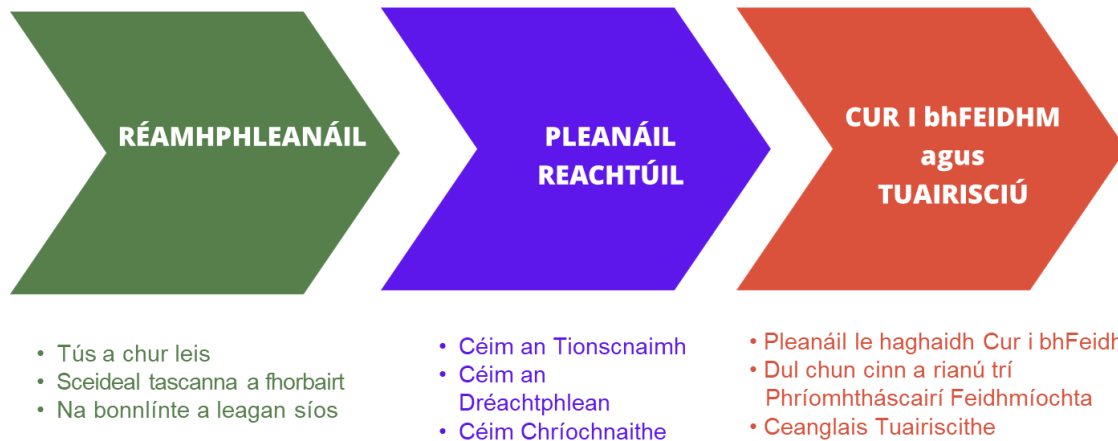 RÉAMHPHLEANÁIL
PLEANÁIL
REACHTÚIL
CUR I bhFEIDHM
agus
TUAIRISCIÚ
• Tús a chur leis
• Sceideal tascanna a fhorbairt
• Na bonnlínte a leagan síos
• Céim an Tionscnaimh
• Céim an
Dréachtphlean
• Céim Chríochnaithe
• Pleanáil le haghaidh Cur i bhFeidh
• Dul chun cinn a rianú trí
Phríomhtháscairí Feidhmíochta
• Ceanglais Tuairiscithe